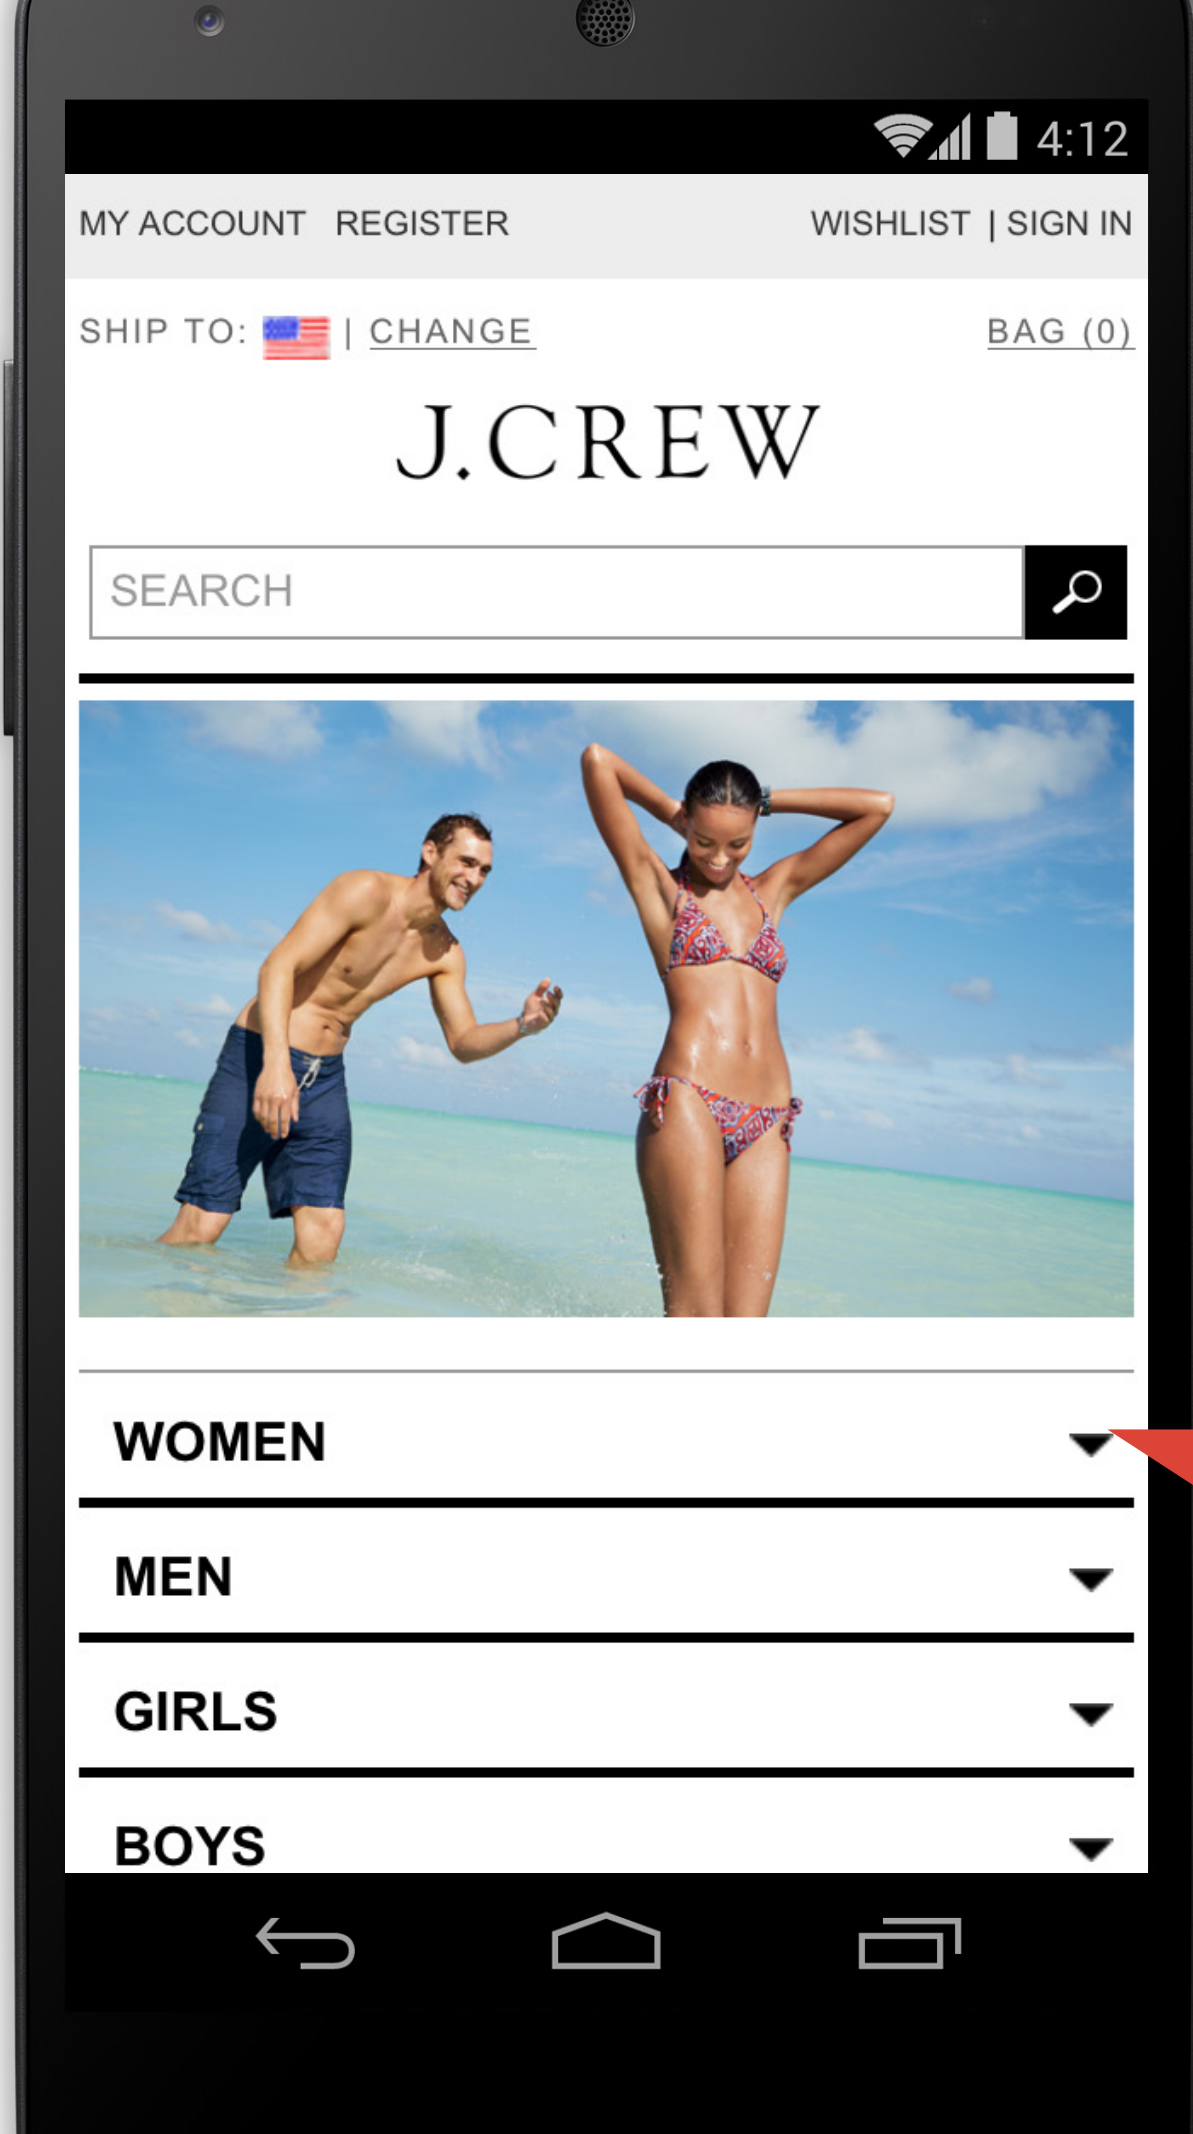 4:12
MY ACCOUNT REGISTER WISHLIST | SIGN IN
SHIP TO: | CHANGE BAG (0)
J.CREW
SEARCH
WOMEN
MEN
GIRLS
BOYS